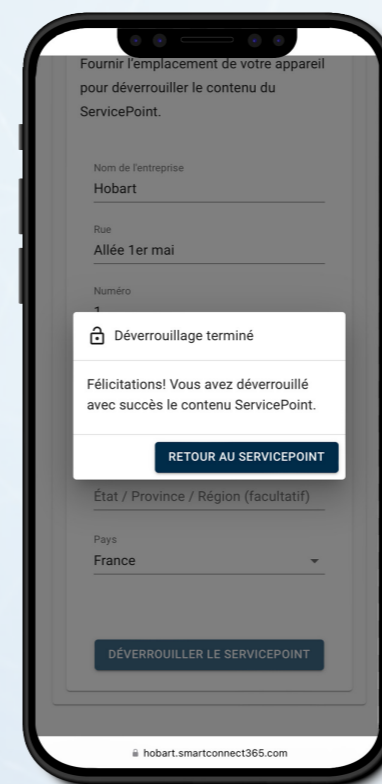 Fournir l'emplacement de votre appareil
pour déverrouiller le contenu du
ServicePoint.
Nom de l'entreprise
Hobart
Rue
Allée 1er mai
Numéro
Déverrouillage terminé
Félicitations! Vous avez déverrouillé
avec succès le contenu ServicePoint.
RETOUR AU SERVICEPOINT
État / Province / Région (facultatif)
Pays
France
DÉVERROUILLER LE SERVICEPOINT
hobart.smartconnect365.com